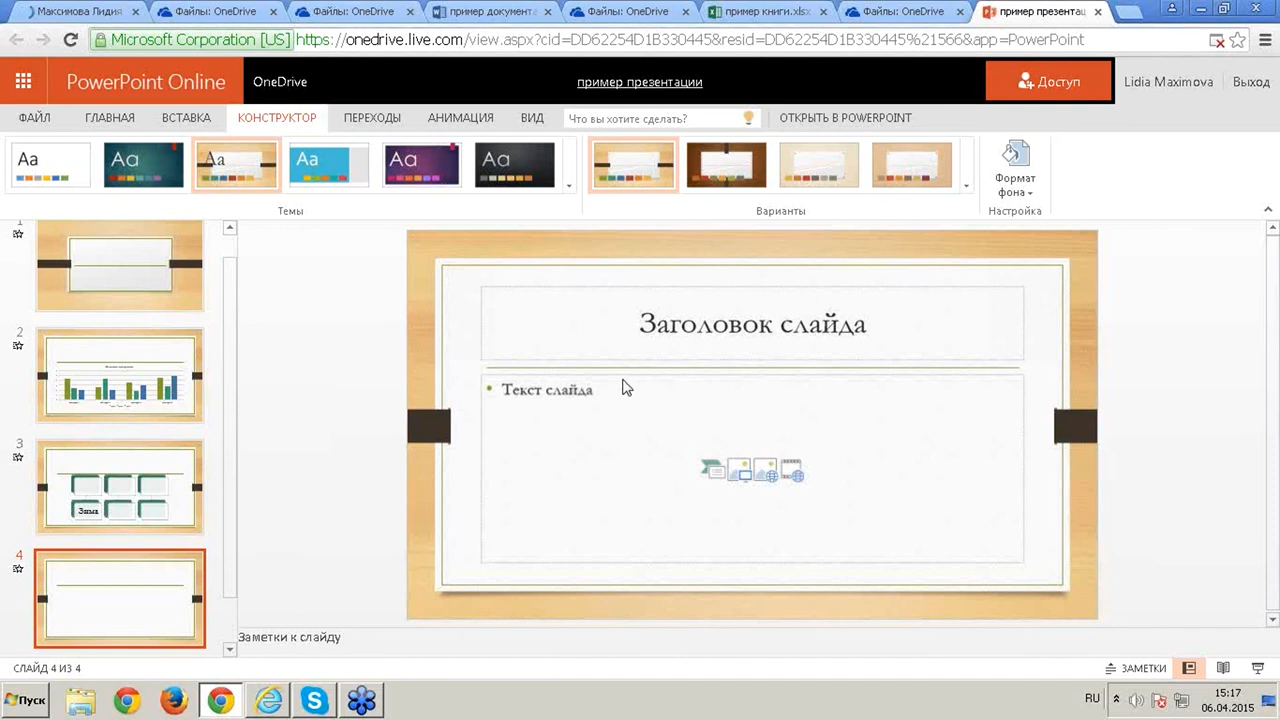 Максимова Лидия
Файлы: OneDrive
Файлы: OneDrive
пример документа
Файлы: OneDrive
пример книги.xlsx
Файлы: OneDrive
пример презентац
Microsoft Corporation [US] https://onedrive.live.com/view.aspx?cid=DD62254D1B330445&resid=DD62254D1B330445%21566&app=PowerPoint
PowerPoint Online OneDrive пример презентации Доступ Lidia Maximova Выход
ФАЙЛ ГЛАВНАЯ ВСТАВКА КОНСТРУКТОР ПЕРЕХОДЫ АНИМАЦИЯ ВИД Что вы хотите сделать? ОТКРЫТЬ В POWERPOINT
Aa Aa Aa Aa Aa Aa
Формат
фона
Темы Варианты Настройка
1
2
3
Зима
4
Заголовок слайда
Текст слайда
Заметки к слайду
СЛАЙД 4 ИЗ 4 ЗАМЕТКИ
Пуск RU 15:17
06.04.2015